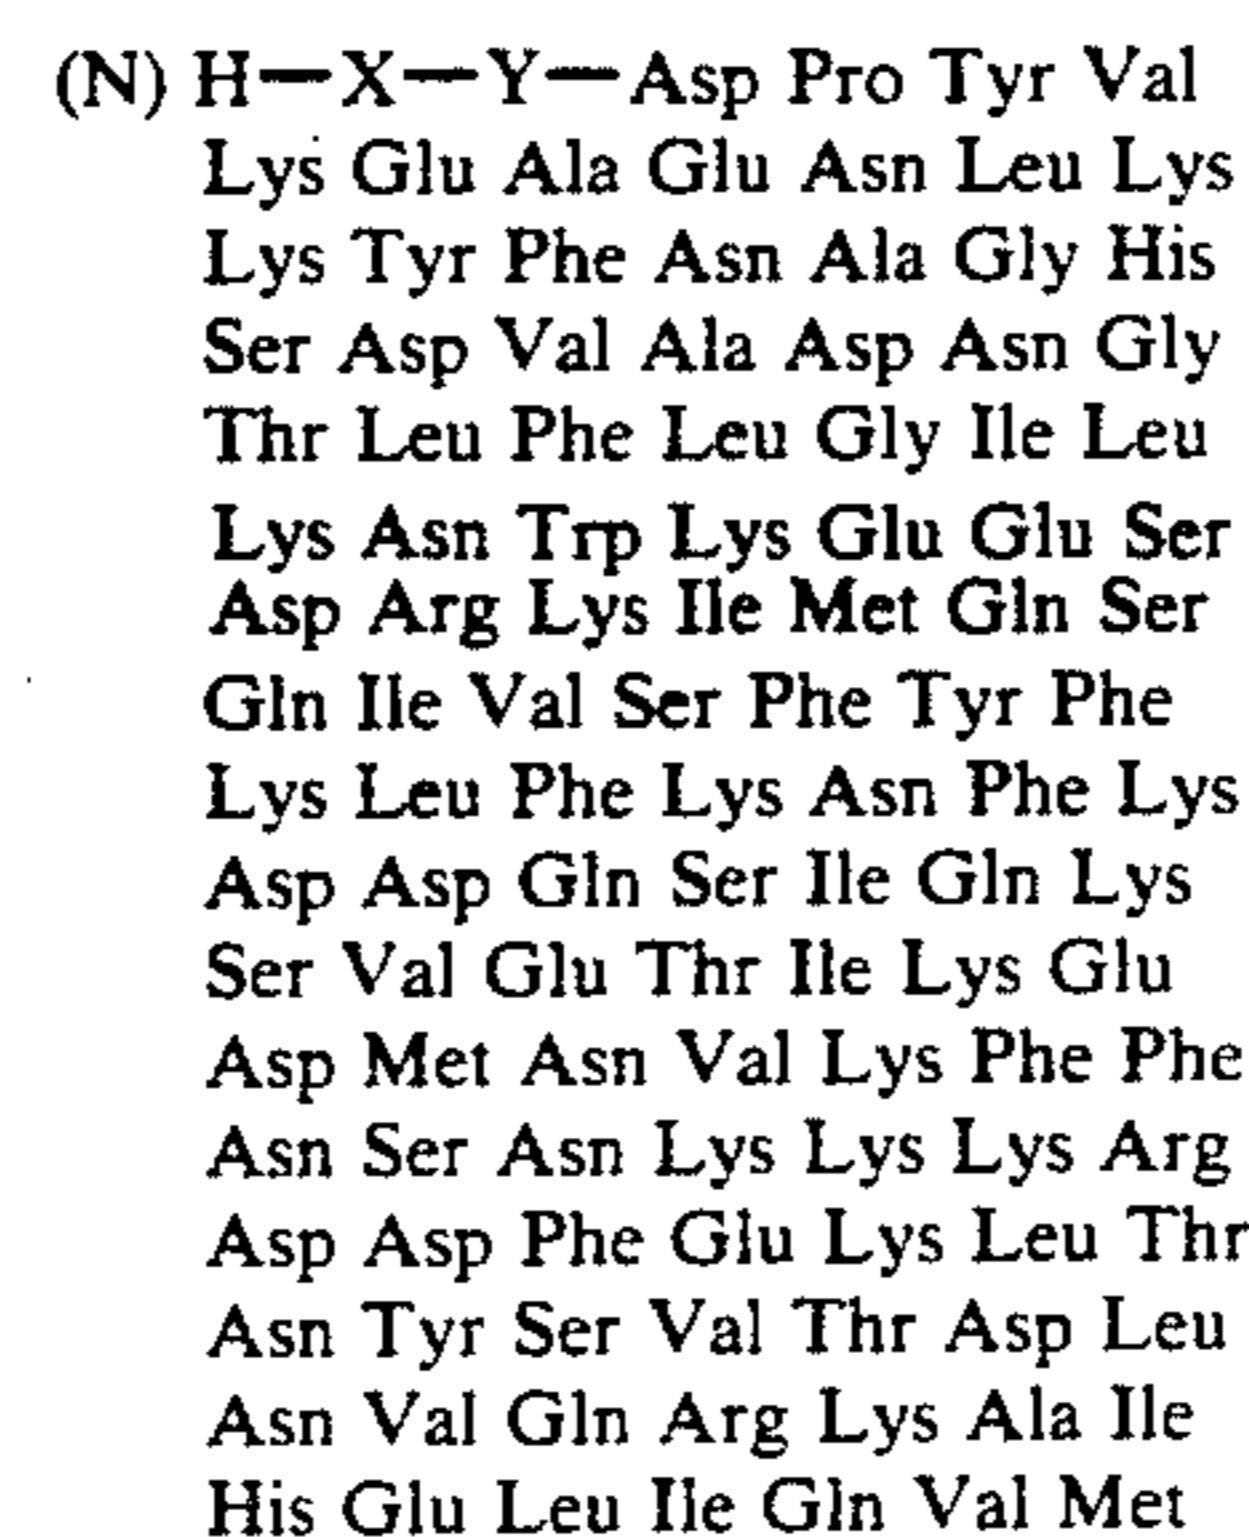 (N) H—X—Y—Asp Pro Tyr Val
Lys Glu Ala Glu Asn Leu Lys
Lys Tyr Phe Asn Ala Gly His
Ser Asp Val Ala Asp Asn Gly
Thr Leu Phe Leu Gly Ile Leu
Lys Asn Trp Lys Glu Glu Ser
Asp Arg Lys Ile Met Gln Ser
Gln Ile Val Ser Phe Tyr Phe
Lys Leu Phe Lys Asn Phe Lys
Asp Asp Gln Ser Ile Gln Lys
Ser Val Glu Thr Ile Lys Glu
Asp Met Asn Val Lys Phe Phe
Asn Ser Asn Lys Lys Lys Arg
Asp Asp Phe Glu Lys Leu Thr
Asn Tyr Ser Val Thr Asp Leu
Asn Val Gln Arg Lys Ala Ile
His Glu Leu Ile Gln Val Met